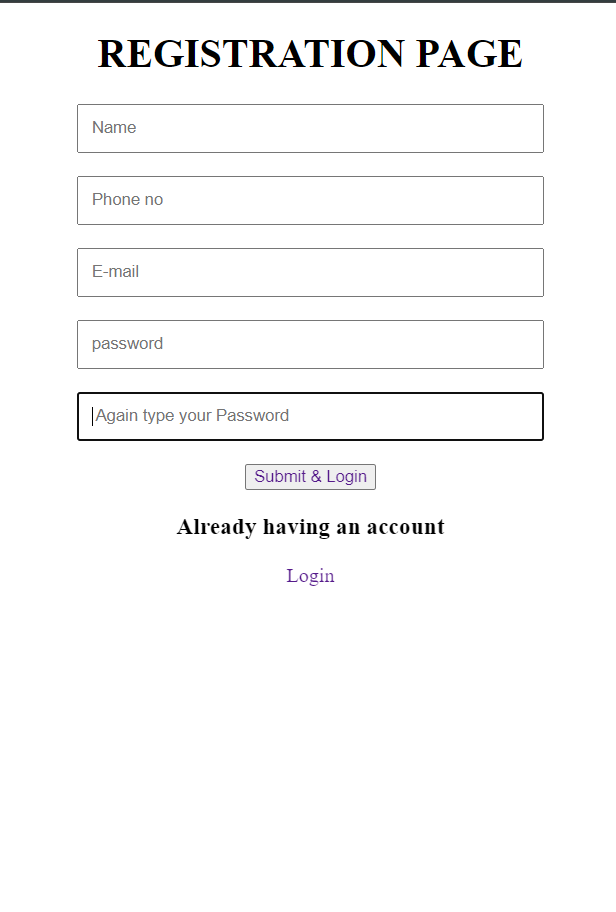 REGISTRATION PAGE
Name
Phone no
E-mail
password
Again type your Password
Submit & Login
Already having an account
Login